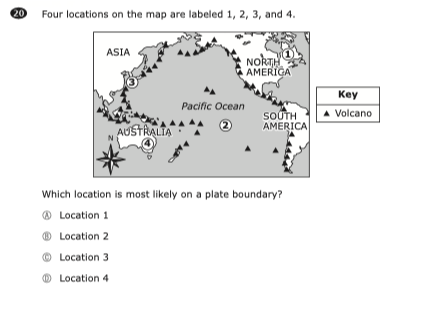 20 Four locations on the map are labeled 1, 2, 3, and 4.
ASIA
NORTH
AMERICA
1
3
Pacific Ocean
2
SOUTH
AMERICA
AUSTRALIA
4
N
Key
▲ Volcano
Which location is most likely on a plate boundary?
Ⓐ Location 1
Ⓑ Location 2
Ⓒ Location 3
Ⓓ Location 4